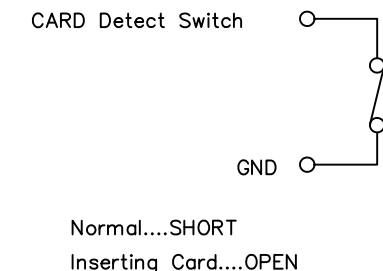 CARD Detect Switch
GND
Normal....SHORT
Inserting Card....OPEN